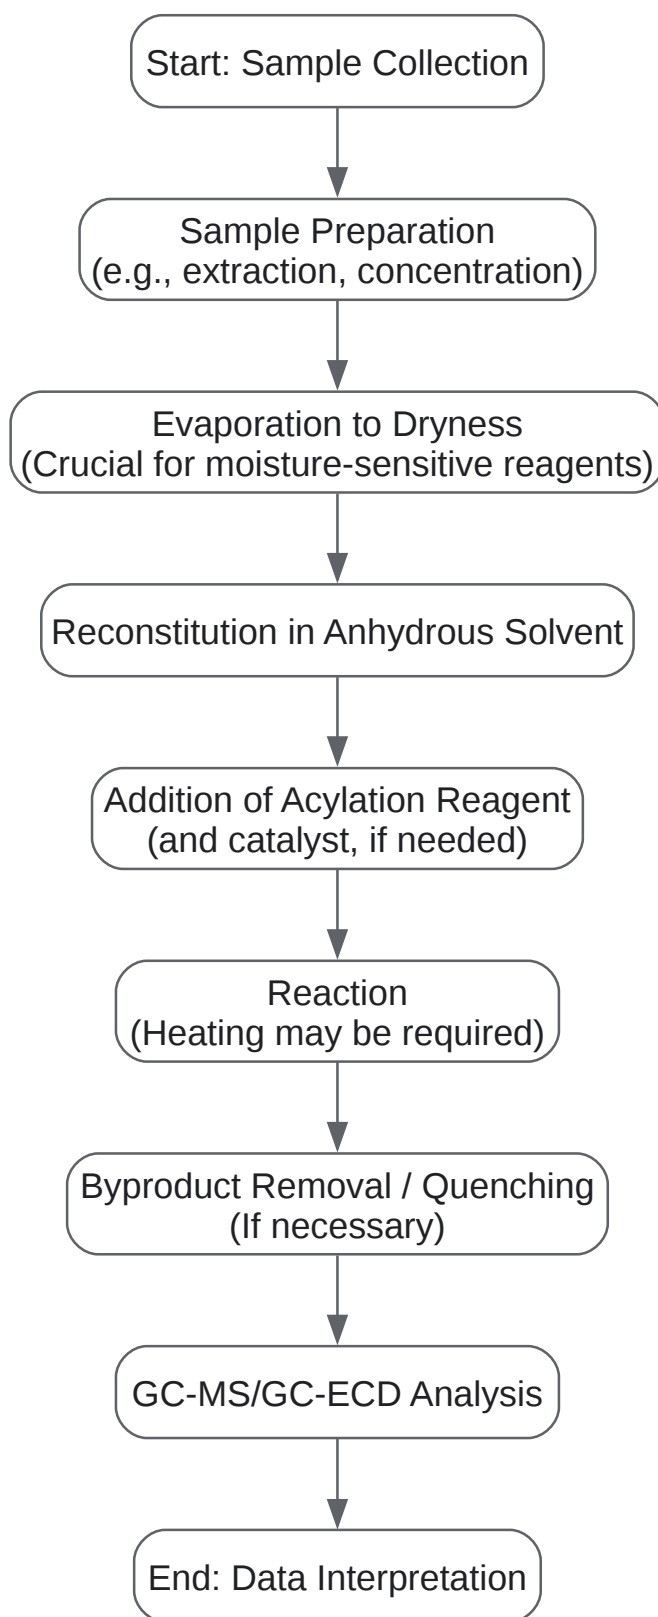 Start: Sample Collection
Sample Preparation
(e.g., extraction, concentration)
Evaporation to Dryness
(Crucial for moisture-sensitive reagents)
Reconstitution in Anhydrous Solvent
Addition of Acylation Reagent
(and catalyst, if needed)
Reaction
(Heating may be required)
Byproduct Removal / Quenching
(If necessary)
GC-MS/GC-ECD Analysis
End: Data Interpretation